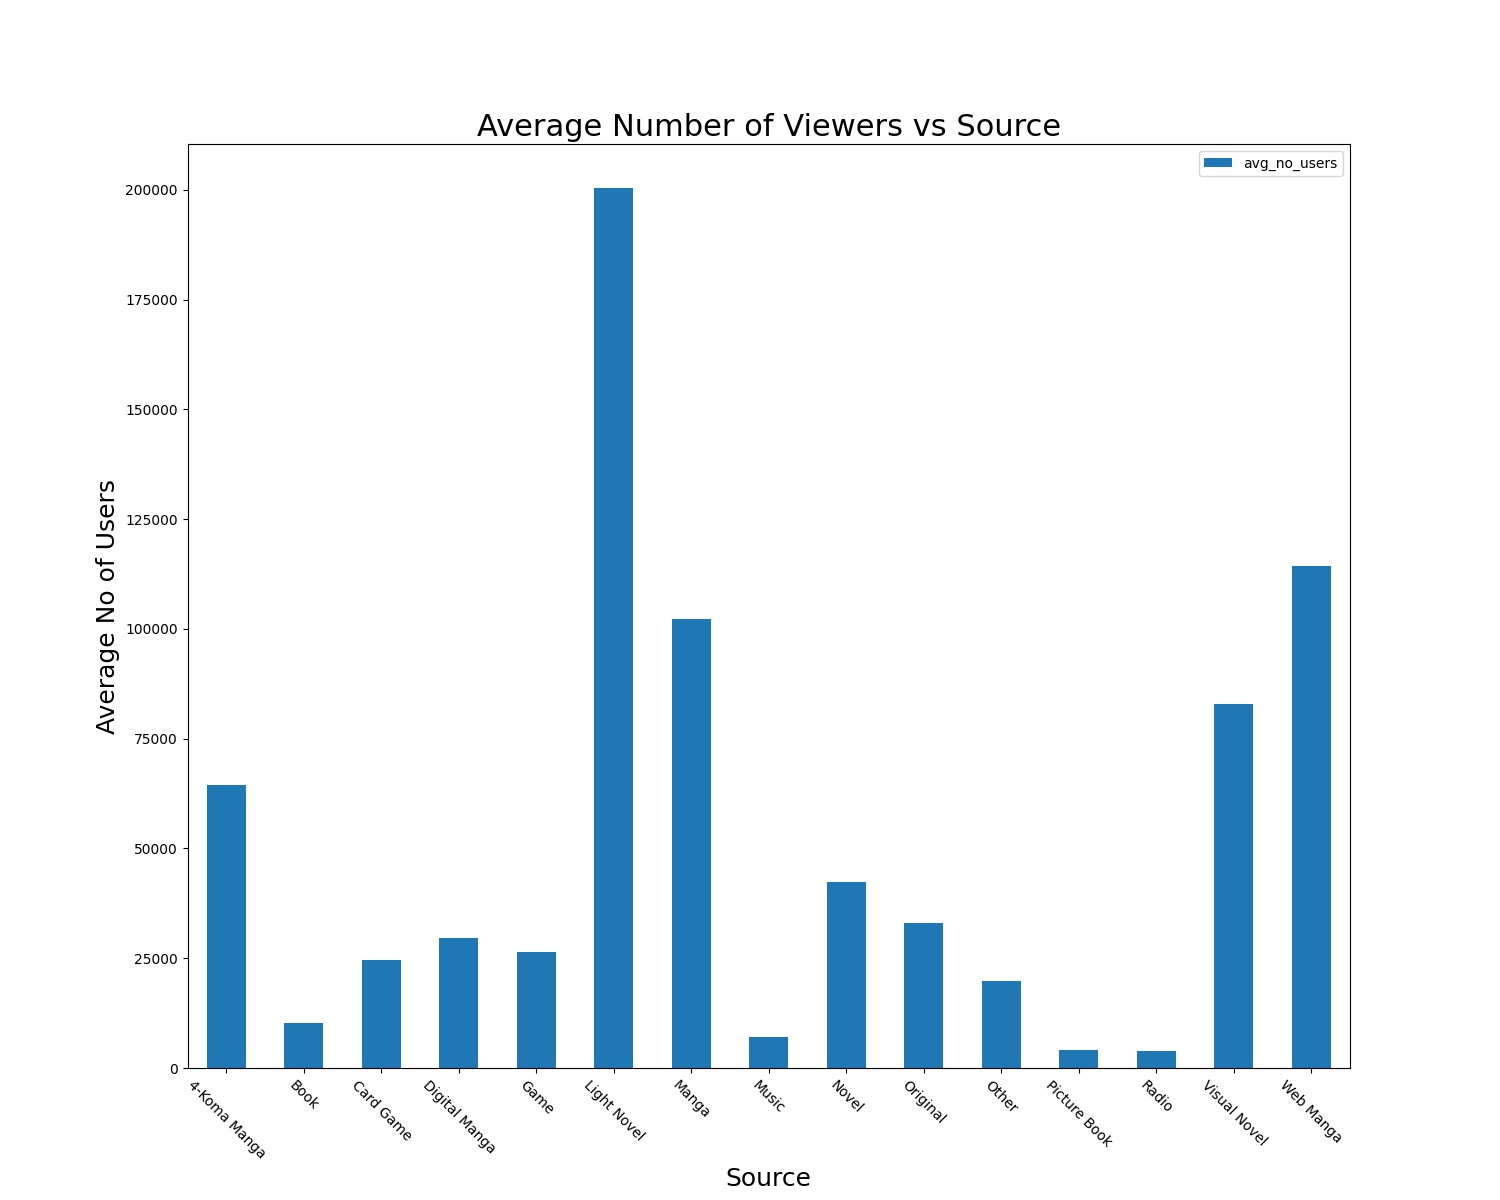 Average Number of Viewers vs Source
avg_no_users
Average No of Users
200000
175000
150000
125000
100000
75000
50000
25000
0
4-Koma Manga
Book
Card Game
Digital Manga
Game
Light Novel
Manga
Music
Novel
Original
Other
Picture Book
Radio
Visual Novel
Web Manga
Source